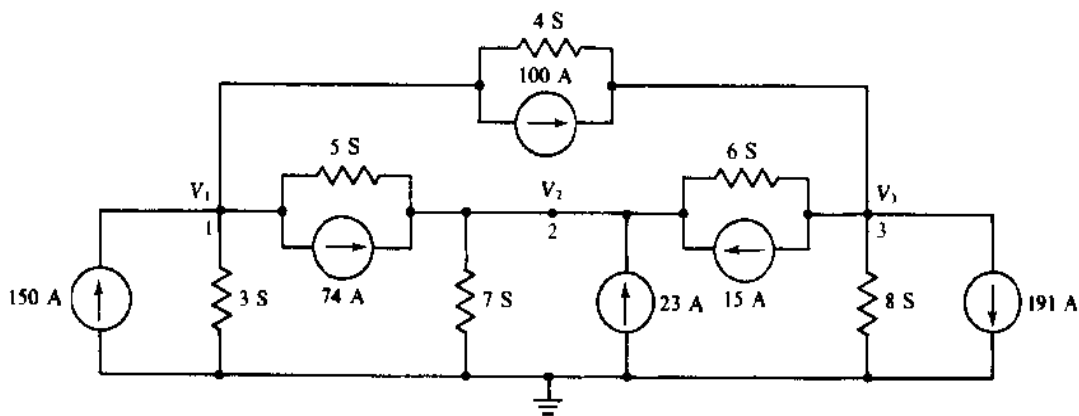 4 S
100 A
5 S
6 S
V₁
V₂
V₃
1
2
3
150 A
3 S
74 A
7 S
23 A
15 A
8 S
191 A